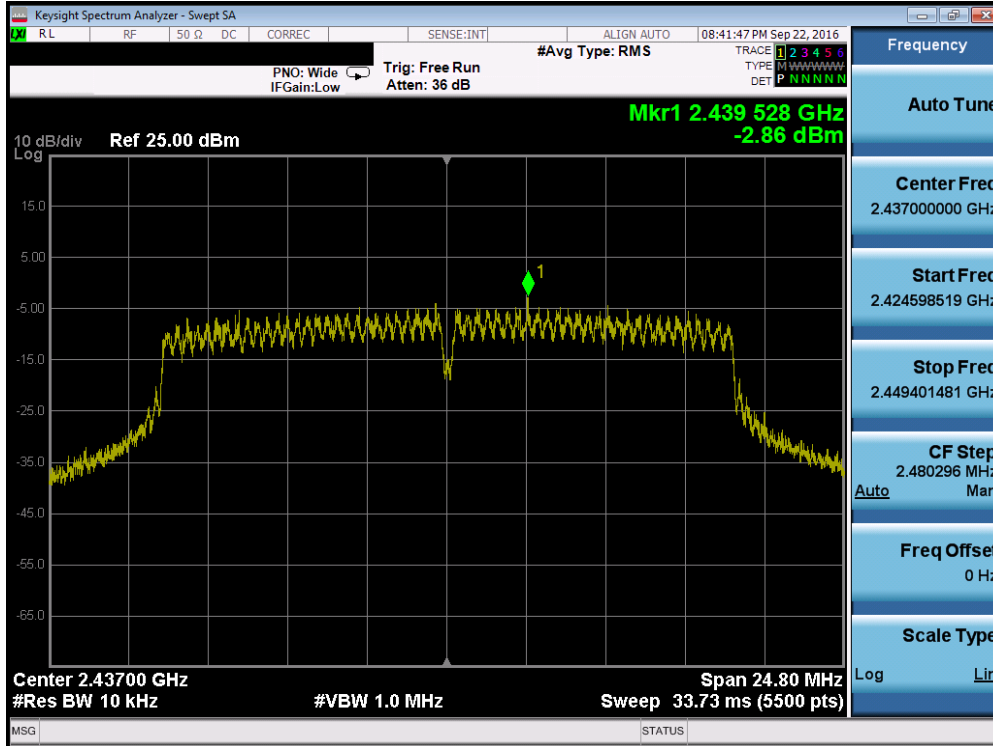 Keysight Spectrum Analyzer - Swept SA
LXI RL RF 50 Ω DC CORREC SENSE:INT ALIGN AUTO 08:41:47 PM Sep 22, 2016
#Avg Type: RMS TRACE 1 2 3 4 5 6
PNO: Wide Trig: Free Run TYPE M WWWWW
IFGain:Low Atten: 36 dB DET P N N N N N
Mkr1 2.439 528 GHz
-2.86 dBm
10 dB/div Ref 25.00 dBm
Log
15.0
5.00
1
-5.00
-15.0
-25.0
-35.0
-45.0
-55.0
-65.0
Center 2.43700 GHz Span 24.80 MHz
#Res BW 10 kHz #VBW 1.0 MHz Sweep 33.73 ms (5500 pts)
MSG STATUS
Frequency
Auto Tune
Center Freq
2.437000000 GHz
Start Freq
2.424598519 GHz
Stop Freq
2.449401481 GHz
CF Step
2.480296 MHz
Auto Man
Freq Offset
0 Hz
Scale Type
Log Lin